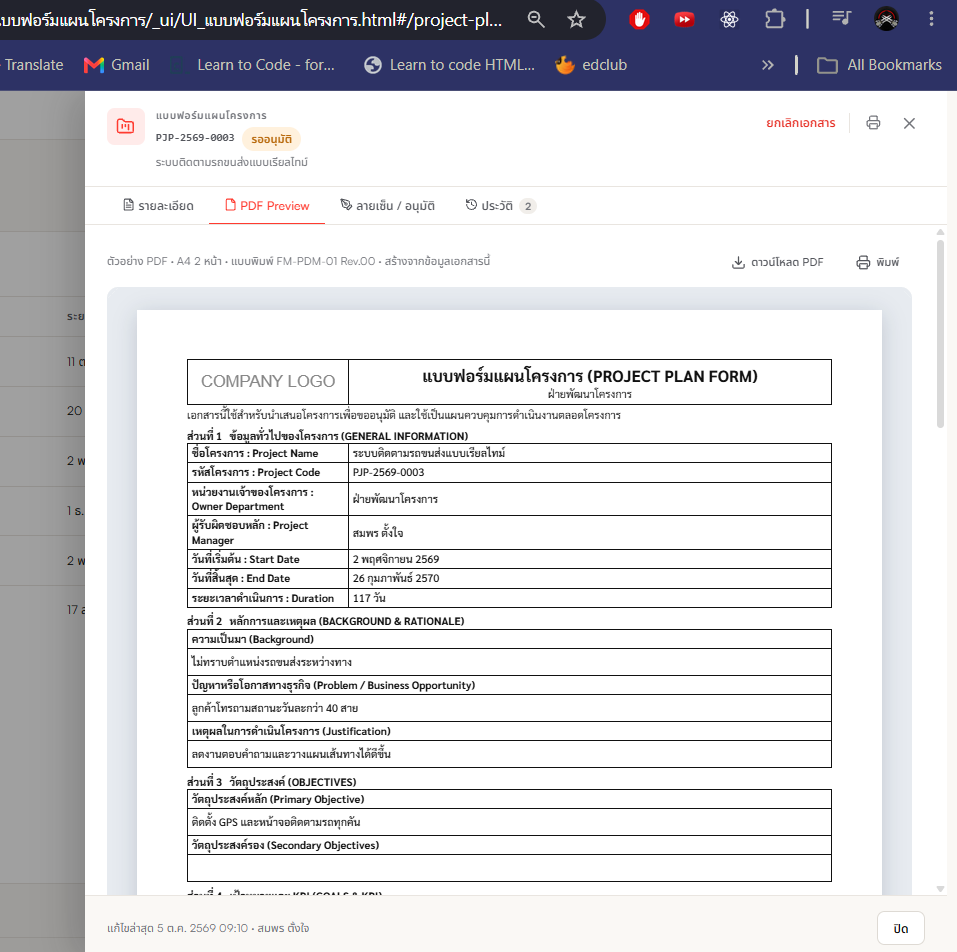 แบบฟอร์มแผนโครงการ/_ui/UI_แบบฟอร์มแผนโครงการ.html#/project-pl...
Translate Gmail Learn to Code - for... Learn to code HTML... edclub » All Bookmarks
แบบฟอร์มแผนโครงการ
PJP-2569-0003 รออนุมัติ
ระบบติดตามรถขนส่งแบบเรียลไทม์
ยกเลิกเอกสาร
รายละเอียด PDF Preview ลายเซ็น / อนุมัติ ประวัติ 2
ตัวอย่าง PDF • A4 2 หน้า • แบบพิมพ์ FM-PDM-01 Rev.00 • สร้างจากข้อมูลเอกสารนี้
ดาวน์โหลด PDF พิมพ์
11 ต
20
2 พ
1 ธ.
2 พ
17
COMPANY LOGO
แบบฟอร์มแผนโครงการ (PROJECT PLAN FORM)
ฝ่ายพัฒนาโครงการ
เอกสารนี้ใช้สำหรับนำเสนอโครงการเพื่อขออนุมัติ และใช้เป็นแผนควบคุมการดำเนินงานตลอดโครงการ
ส่วนที่ 1 ข้อมูลทั่วไปของโครงการ (GENERAL INFORMATION)
ชื่อโครงการ : Project Name ระบบติดตามรถขนส่งแบบเรียลไทม์
รหัสโครงการ : Project Code PJP-2569-0003
หน่วยงานเจ้าของโครงการ :
Owner Department
ฝ่ายพัฒนาโครงการ
ผู้รับผิดชอบหลัก : Project
Manager
สมพร ตั้งใจ
วันที่เริ่มต้น : Start Date 2 พฤศจิกายน 2569
วันที่สิ้นสุด : End Date 26 กุมภาพันธ์ 2570
ระยะเวลาดำเนินการ : Duration 117 วัน
ส่วนที่ 2 หลักการและเหตุผล (BACKGROUND & RATIONALE)
ความเป็นมา (Background)
ไม่ทราบตำแหน่งรถขนส่งระหว่างทาง
ปัญหาหรือโอกาสทางธุรกิจ (Problem / Business Opportunity)
ลูกค้าโทรถามสถานะวันละกว่า 40 สาย
เหตุผลในการดำเนินโครงการ (Justification)
ลดงานตอบคำถามและวางแผนเส้นทางได้ดีขึ้น
ส่วนที่ 3 วัตถุประสงค์ (OBJECTIVES)
วัตถุประสงค์หลัก (Primary Objective)
ติดตั้ง GPS และหน้าจอติดตามรถทุกคัน
วัตถุประสงค์รอง (Secondary Objectives)
แก้ไขล่าสุด 5 ต.ค. 2569 09:10 • สมพร ตั้งใจ
ปิด